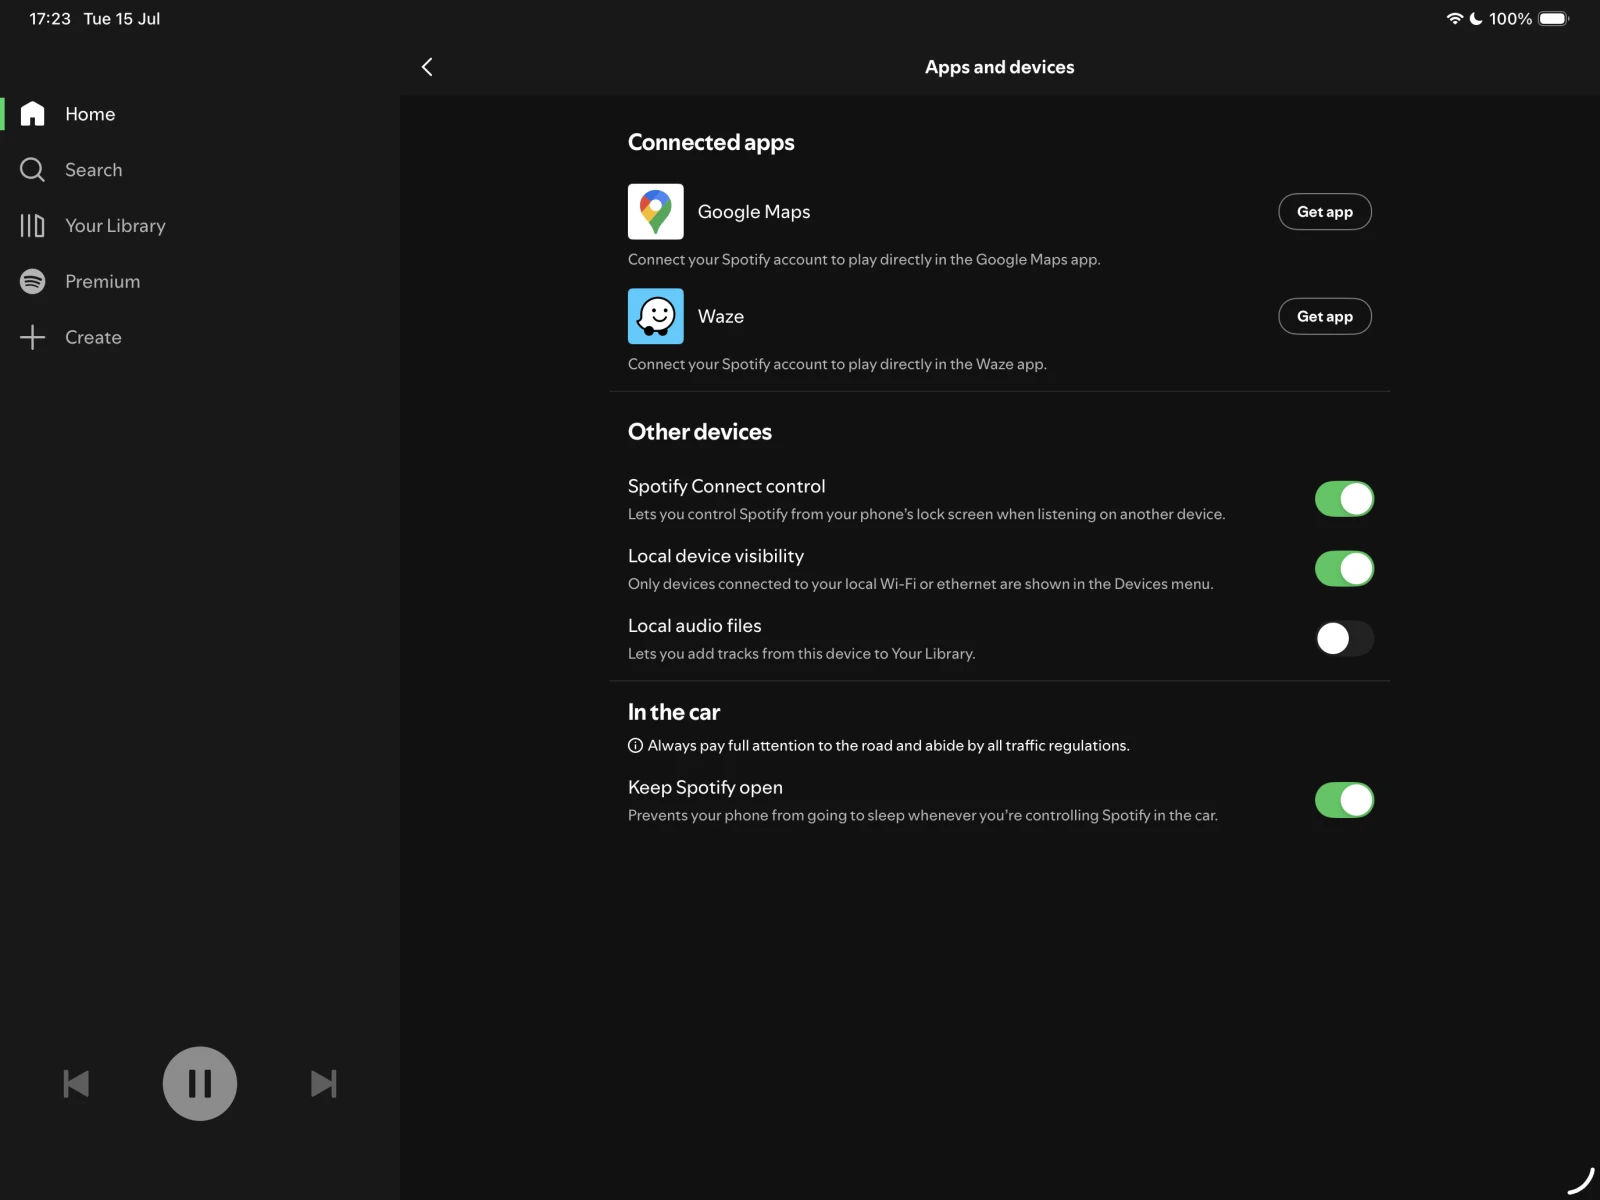 17:23 Tue 15 Jul
100%
Home
Search
Your Library
Premium
Create
Apps and devices
Connected apps
Google Maps
Get app
Connect your Spotify account to play directly in the Google Maps app.
Waze
Get app
Connect your Spotify account to play directly in the Waze app.
Other devices
Spotify Connect control
Lets you control Spotify from your phone's lock screen when listening on another device.
Local device visibility
Only devices connected to your local Wi-Fi or ethernet are shown in the Devices menu.
Local audio files
Lets you add tracks from this device to Your Library.
In the car
Always pay full attention to the road and abide by all traffic regulations.
Keep Spotify open
Prevents your phone from going to sleep whenever you're controlling Spotify in the car.